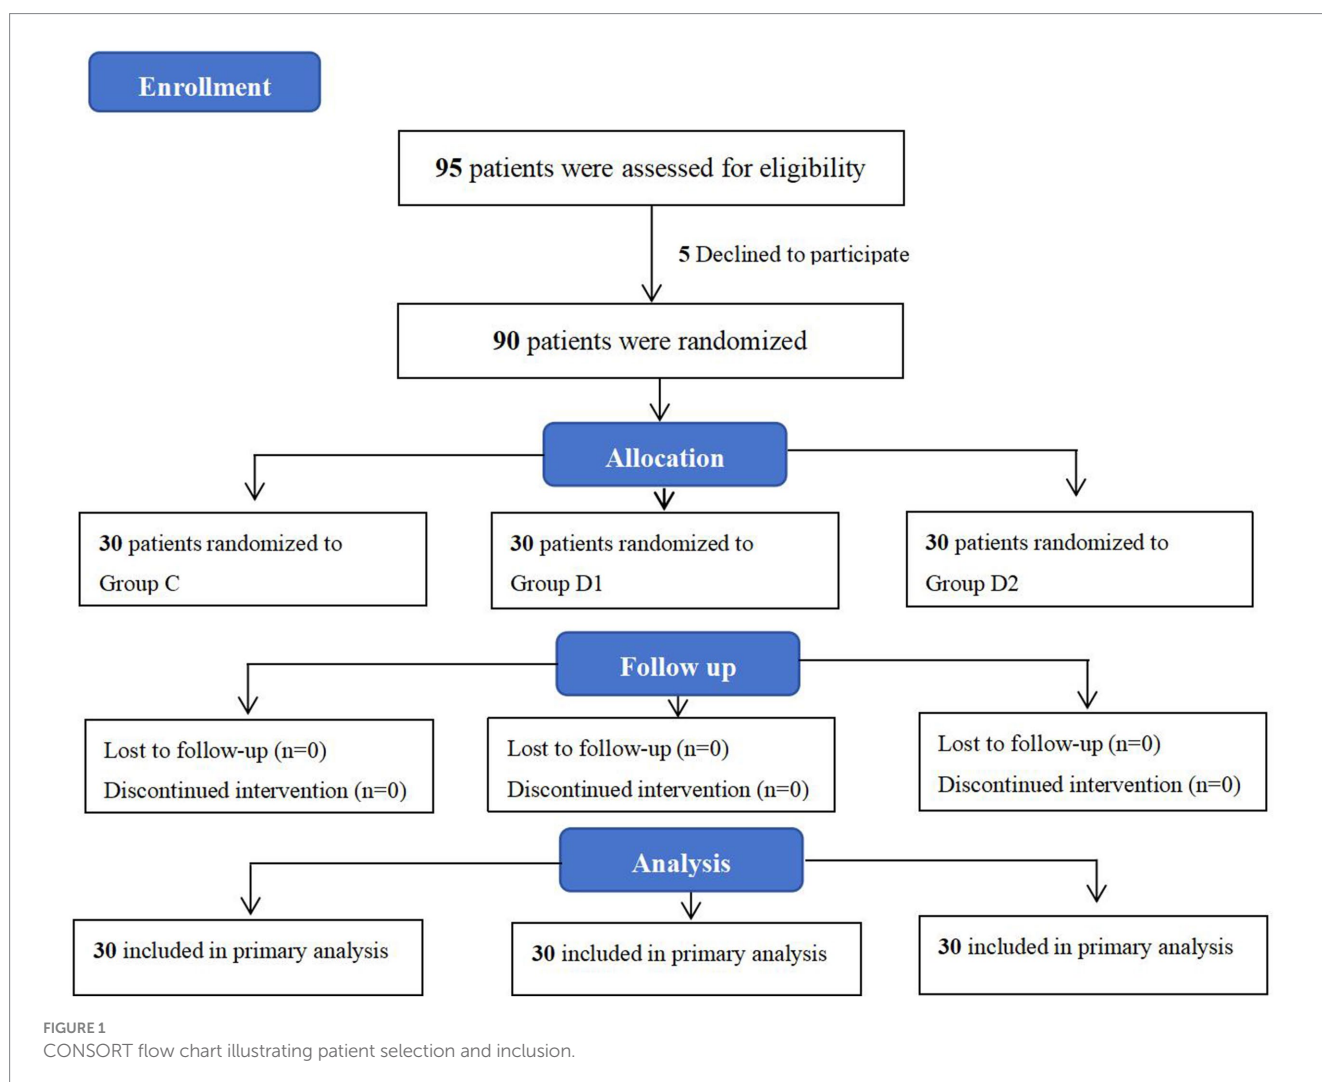 Enrollment
95 patients were assessed for eligibility
5 Declined to participate
90 patients were randomized
Allocation
30 patients randomized to
Group C
30 patients randomized to
Group D1
30 patients randomized to
Group D2
Follow up
Lost to follow-up (n=0)
Discontinued intervention (n=0)
Lost to follow-up (n=0)
Discontinued intervention (n=0)
Lost to follow-up (n=0)
Discontinued intervention (n=0)
Analysis
30 included in primary analysis
30 included in primary analysis
30 included in primary analysis
FIGURE 1
CONSORT flow chart illustrating patient selection and inclusion.